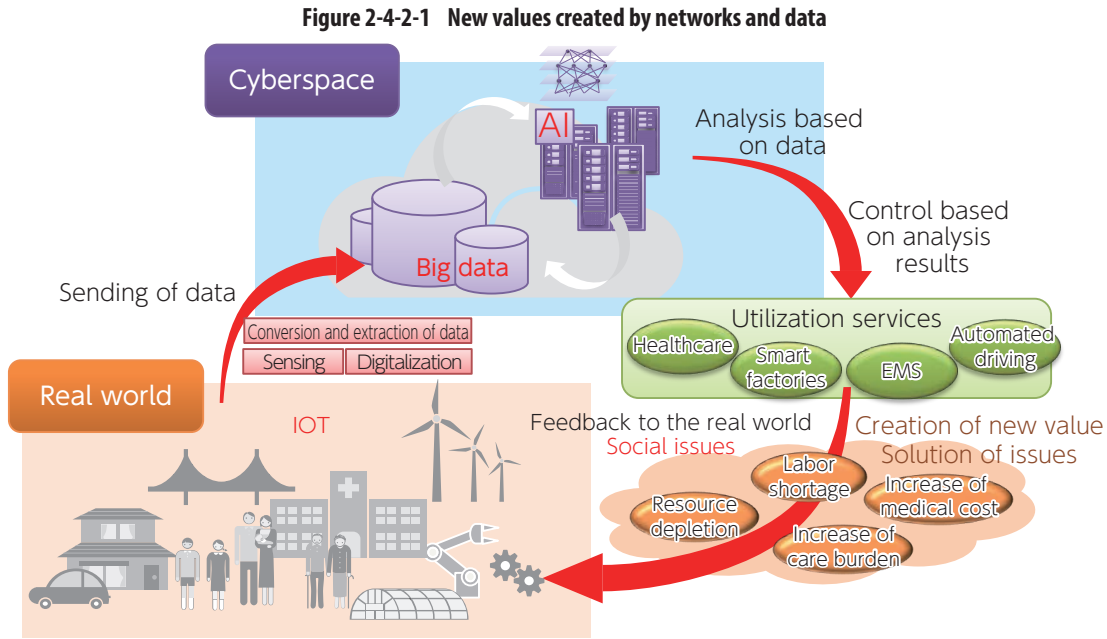 Figure 2-4-2-1 New values created by networks and data
Cyberspace
AI
Analysis based
on data
Control based
on analysis
results
Big data
Sending of data
Conversion and extraction of data
Sensing
Digitalization
Utilization services
Healthcare
Smart
factories
EMS
Automated
driving
Real world
IOT
Feedback to the real world
Social issues
Creation of new value
Solution of issues
Labor
shortage
Resource
depletion
Increase of
medical cost
Increase of
care burden